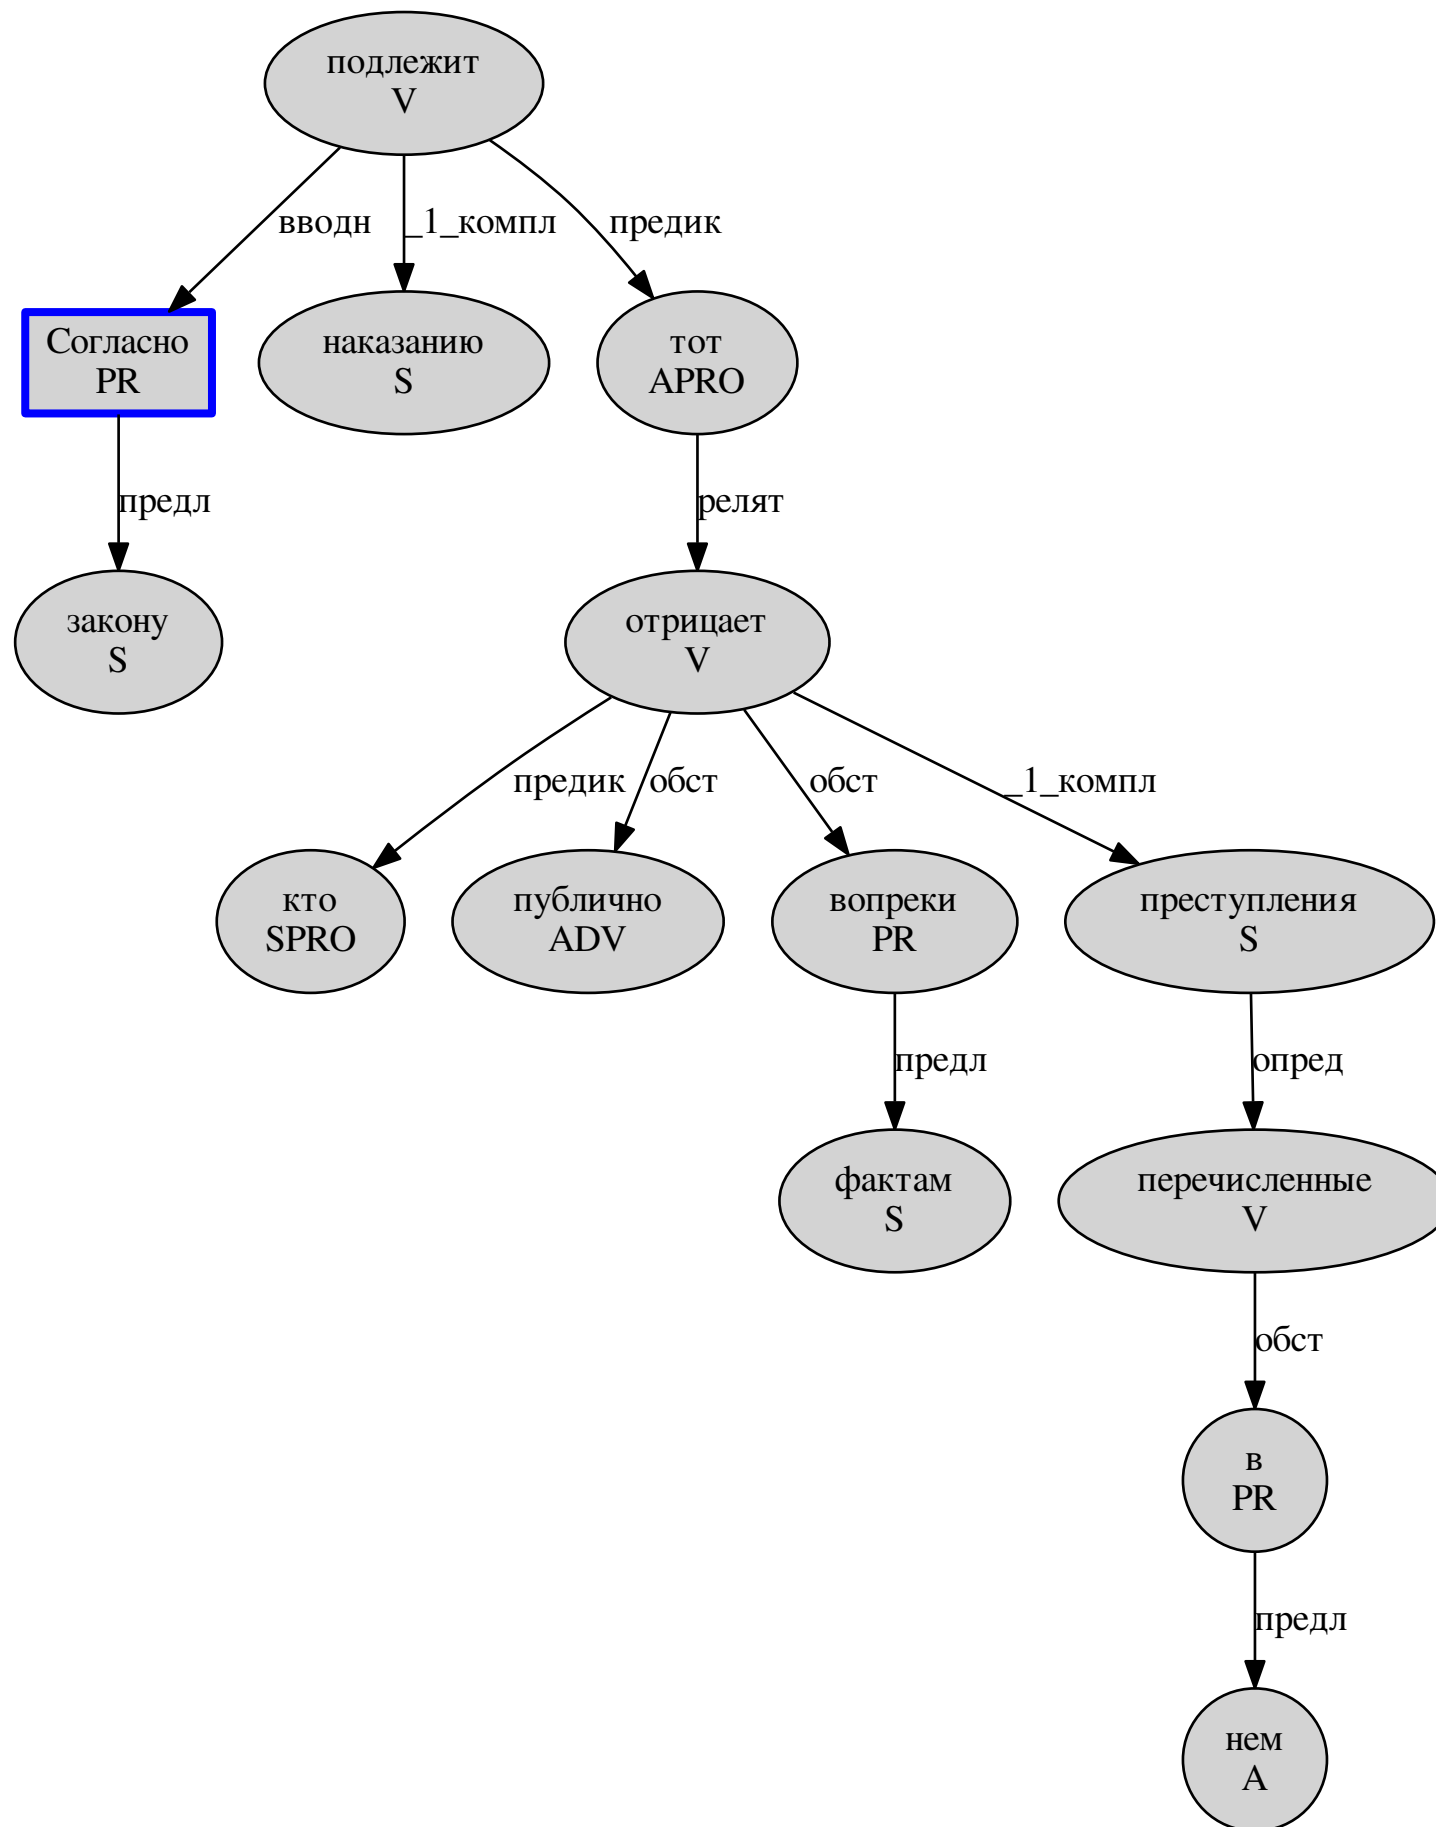 подлежит
V
вводн
_1_компл
предик
Согласно
PR
наказанию
S
тот
APRO
предл
релят
закону
S
отрицает
V
предик
обст
обст
_1_компл
кто
SPRO
публично
ADV
вопреки
PR
преступления
S
предл
опред
фактам
S
перечисленные
V
обст
в
PR
предл
нем
A